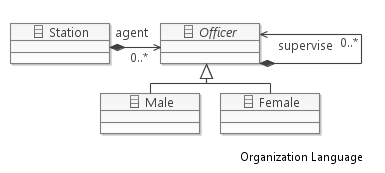 Station
agent
0..*
Officer
supervise
0..*
Male
Female
Organization Language